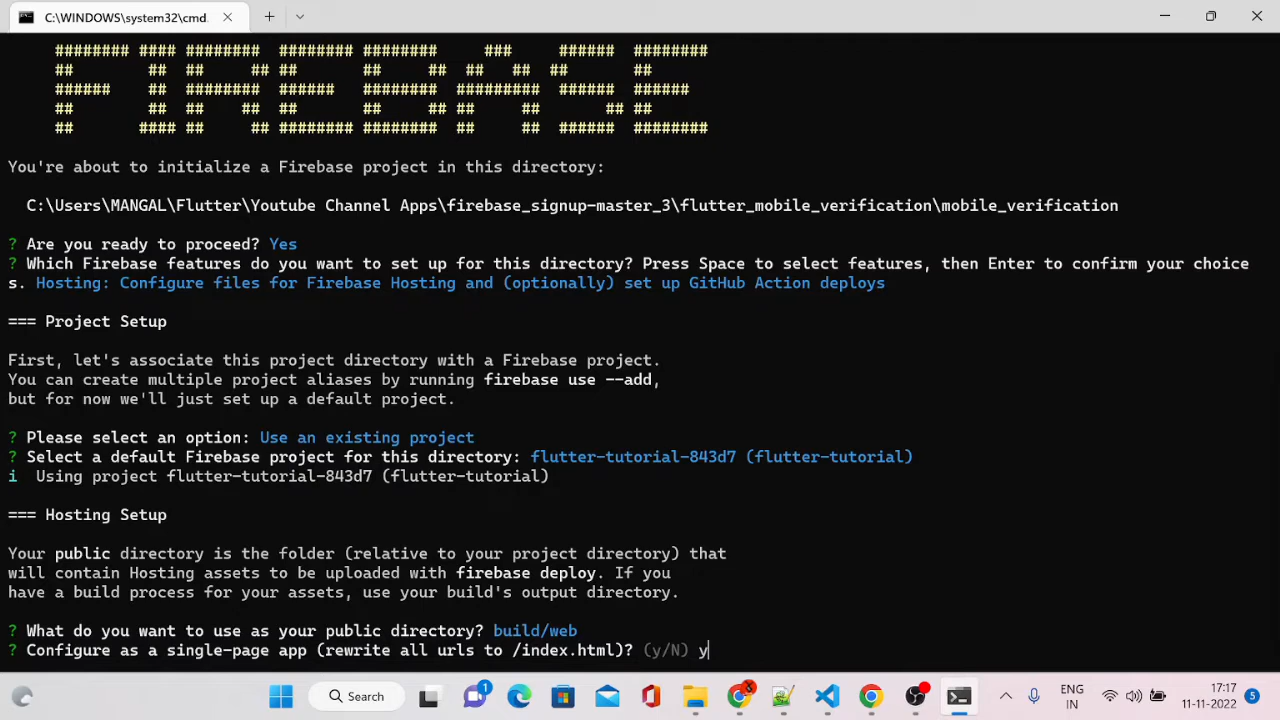 C:\WINDOWS\system32\cmd.
######## #### ######## ######## ######## ### ###### ########
## ## ## ## ## ## ## ## ## ## ##
###### ## ######## ###### ######## ######### ###### ######
## ## ## ## ## ## ## ## ## ## ##
## #### ## ## ######## ######## ## ## ###### ########
You're about to initialize a Firebase project in this directory:
C:\Users\MANGAL\Flutter\Youtube Channel Apps\firebase_signup-master_3\flutter_mobile_verification\mobile_verification
? Are you ready to proceed? Yes
? Which Firebase features do you want to set up for this directory? Press Space to select features, then Enter to confirm your choice
s. Hosting: Configure files for Firebase Hosting and (optionally) set up GitHub Action deploys
=== Project Setup
First, let's associate this project directory with a Firebase project.
You can create multiple project aliases by running firebase use --add,
but for now we'll just set up a default project.
? Please select an option: Use an existing project
? Select a default Firebase project for this directory: flutter-tutorial-843d7 (flutter-tutorial)
i Using project flutter-tutorial-843d7 (flutter-tutorial)
=== Hosting Setup
Your public directory is the folder (relative to your project directory) that
will contain Hosting assets to be uploaded with firebase deploy. If you
have a build process for your assets, use your build's output directory.
? What do you want to use as your public directory? build/web
? Configure as a single-page app (rewrite all urls to /index.html)? (y/N) y
Search
1
ENG
IN
17:17
11-11-2022
5